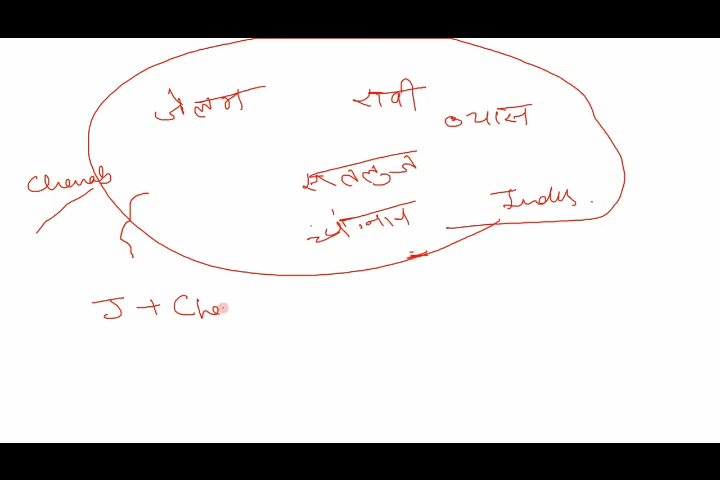 जेलम रावी
व्यास
Chenab
सतलुज
Indus.
चेनाब
J + Che